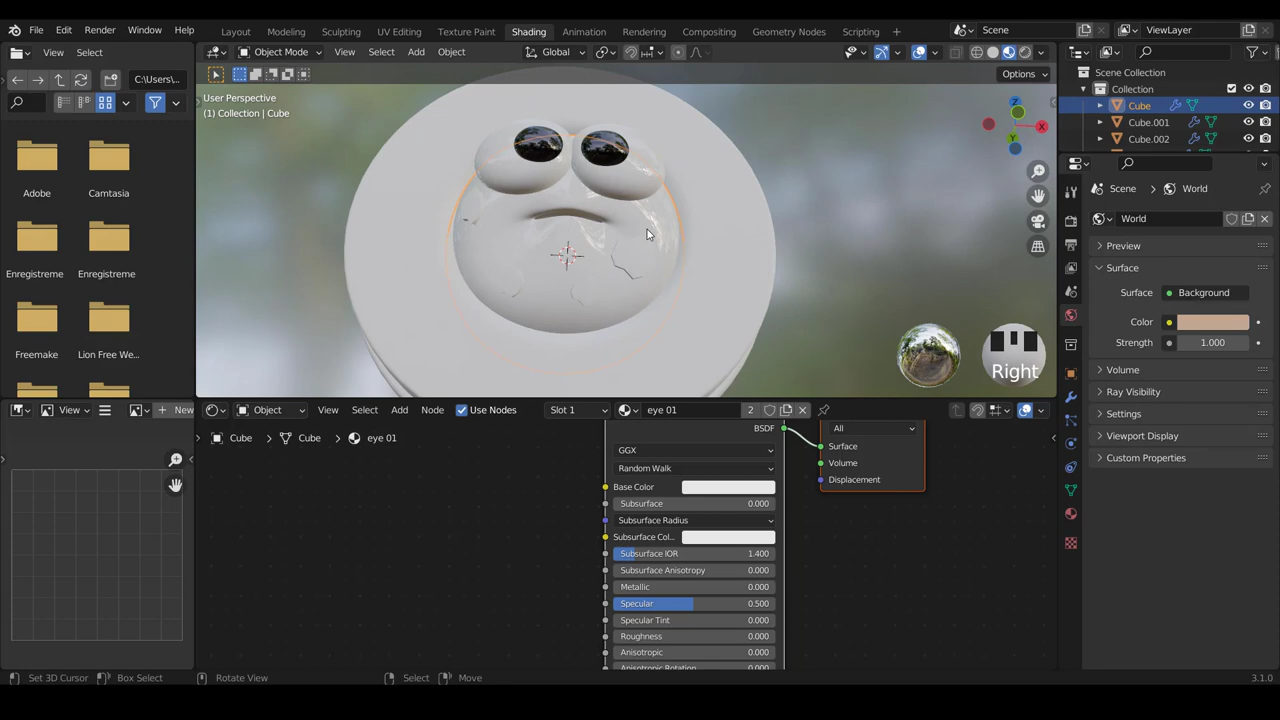 File Edit Render Window Help Layout Modeling Sculpting UV Editing Texture Paint Shading Animation Rendering Compositing Geometry Nodes Scripting + Scene ViewLayer
View Select Object Mode View Select Add Object Global
C:\Users\...
Options
User Perspective
(1) Collection | Cube
Z
X
Y
Scene Collection
Collection
Cube
Cube.001
Cube.002
Adobe
Camtasia
Enregistreme
Enregistreme
Freemake
Lion Free We...
Right
Scene > World
World
Preview
Surface
Surface Background
Color
Strength 1.000
Volume
Ray Visibility
Settings
Viewport Display
Custom Properties
View + New
Object View Select Add Node Use Nodes Slot 1 eye 01 2
Cube > Cube > eye 01
BSDF
GGX
Random Walk
Base Color
Subsurface 0.000
Subsurface Radius
Subsurface Col...
Subsurface IOR 1.400
Subsurface Anisotropy 0.000
Metallic 0.000
Specular 0.500
Specular Tint 0.000
Roughness 0.000
Anisotropic 0.000
Anisotropic Rotation 0.000
All
Surface
Volume
Displacement
Set 3D Cursor Box Select Rotate View Select Move 3.1.0